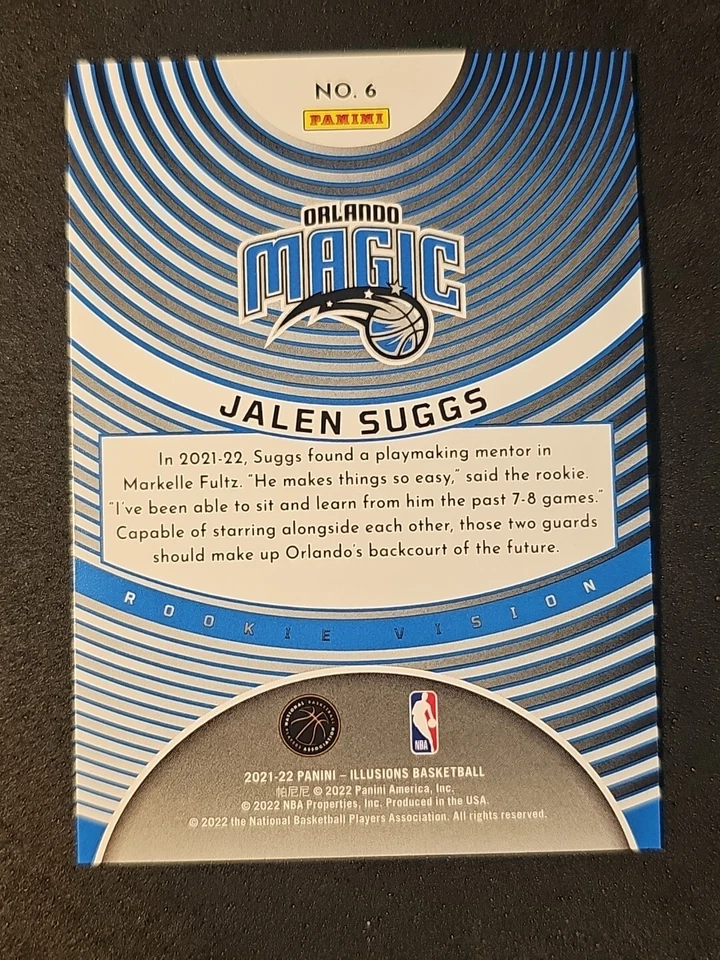 NO. 6
PANINI
ORLANDO
MAGIC
JALEN SUGGS
In 2021-22, Suggs found a playmaking mentor in
Markelle Fultz. "He makes things so easy," said the rookie.
"I've been able to sit and learn from him the past 7-8 games."
Capable of starring alongside each other, those two guards
should make up Orlando's backcourt of the future.
ROOKIE VISION
NATIONAL BASKETBALL
PLAYERS ASSOCIATION
NBA
2021-22 PANINI – ILLUSIONS BASKETBALL
帕尼尼 © 2022 Panini America, Inc.
© 2022 NBA Properties, Inc. Produced in the USA.
© 2022 the National Basketball Players Association. All rights reserved.